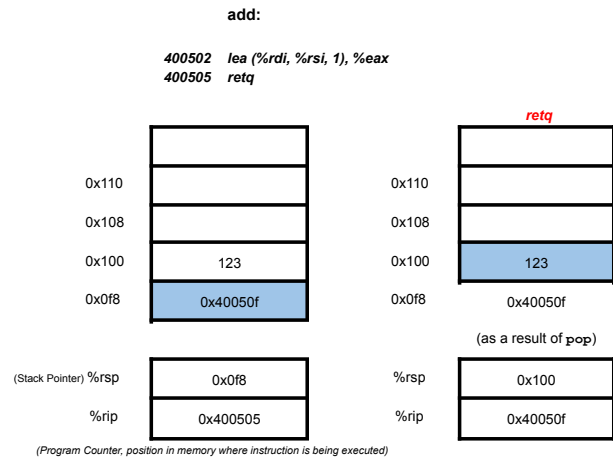 add:
400502 lea (%rdi, %rsi, 1), %eax
400505 retq
retq
0x110
0x110
0x108
0x108
0x100 123
0x100 123
0x0f8 0x40050f
0x0f8 0x40050f
(as a result of pop)
(Stack Pointer) %rsp 0x0f8
%rsp 0x100
%rip 0x400505
%rip 0x40050f
(Program Counter, position in memory where instruction is being executed)